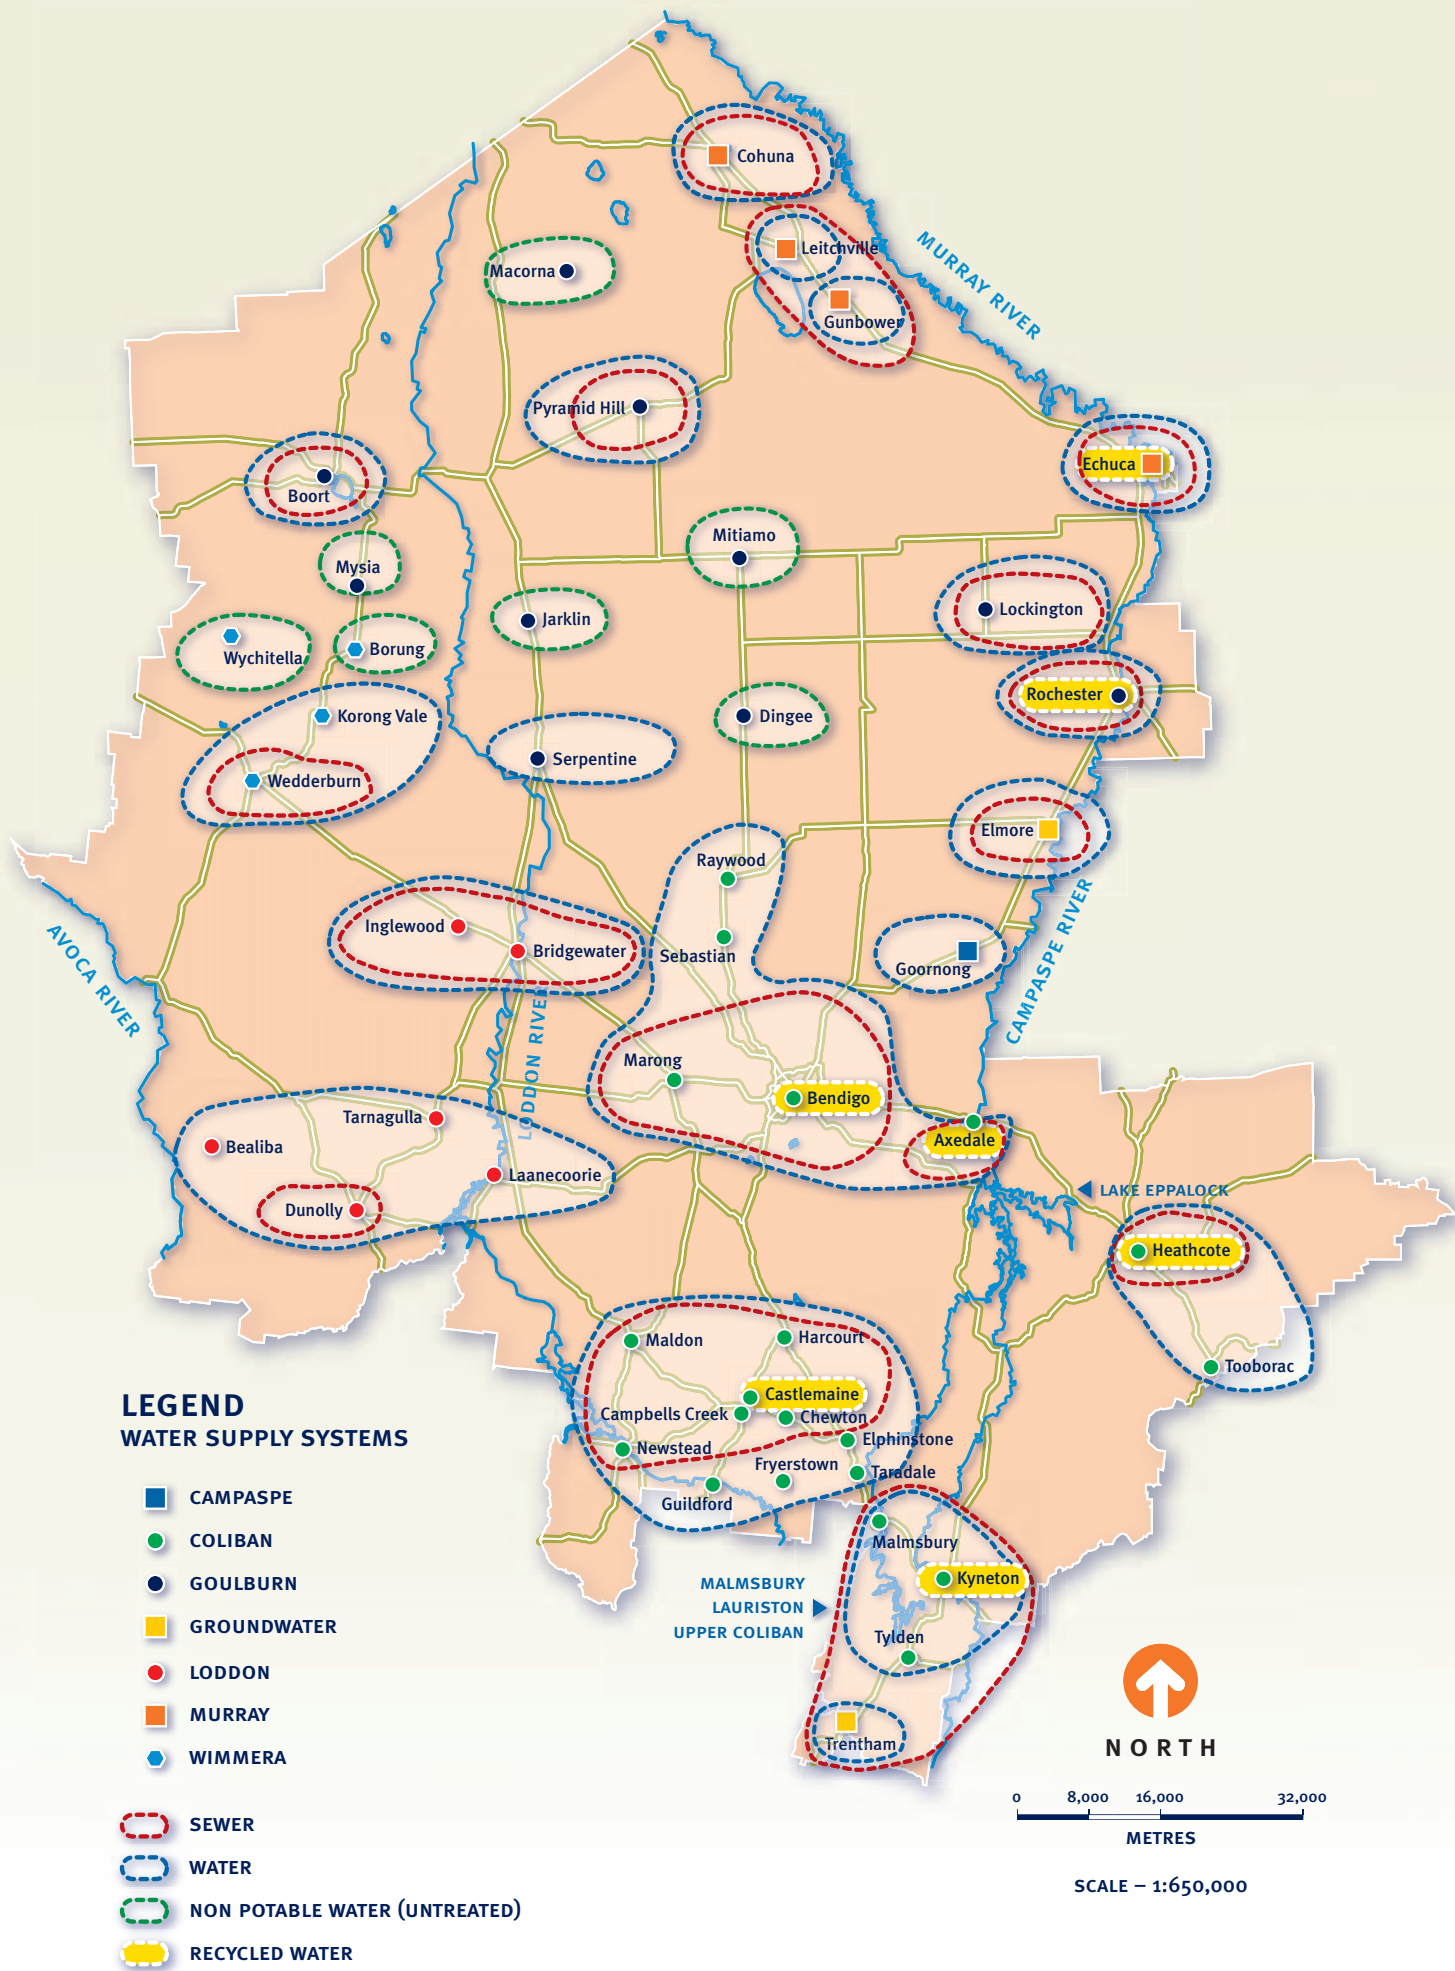 Cohuna
Leitchville
MURRAY RIVER
Macorna
Gunbower
Pyramid Hill
Echuca
Boort
Mitiamo
Mysia
Lockington
Jarklin
Wychitella
Borung
Rochester
Korong Vale
Dingee
Serpentine
Wedderburn
Elmore
Raywood
Inglewood
Bridgewater
Sebastian
Goornong
AVOCA RIVER
CAMPASPE RIVER
LODDON RIVER
Marong
Bendigo
Tarnagulla
Axedale
Bealiba
Laanecoorie
LAKE EPPALOCK
Dunolly
Heathcote
Maldon
Harcourt
Tooborac
Castlemaine
Campbells Creek
Chewton
Elphinstone
Newstead
Fryerstown
Taradale
Guildford
Malmsbury
Kyneton
MALMSBURY
LAURISTON
UPPER COLIBAN
Tylden
Trentham
LEGEND
WATER SUPPLY SYSTEMS
CAMPASPE
COLIBAN
GOULBURN
GROUNDWATER
LODDON
MURRAY
WIMMERA
SEWER
WATER
NON POTABLE WATER (UNTREATED)
RECYCLED WATER
NORTH
0 8,000 16,000 32,000
METRES
SCALE – 1:650,000